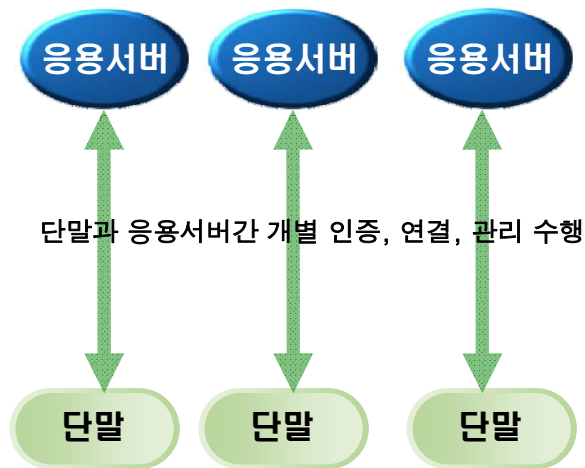 응용서버 응용서버 응용서버
단말과 응용서버간 개별 인증, 연결, 관리 수행
단말 단말 단말